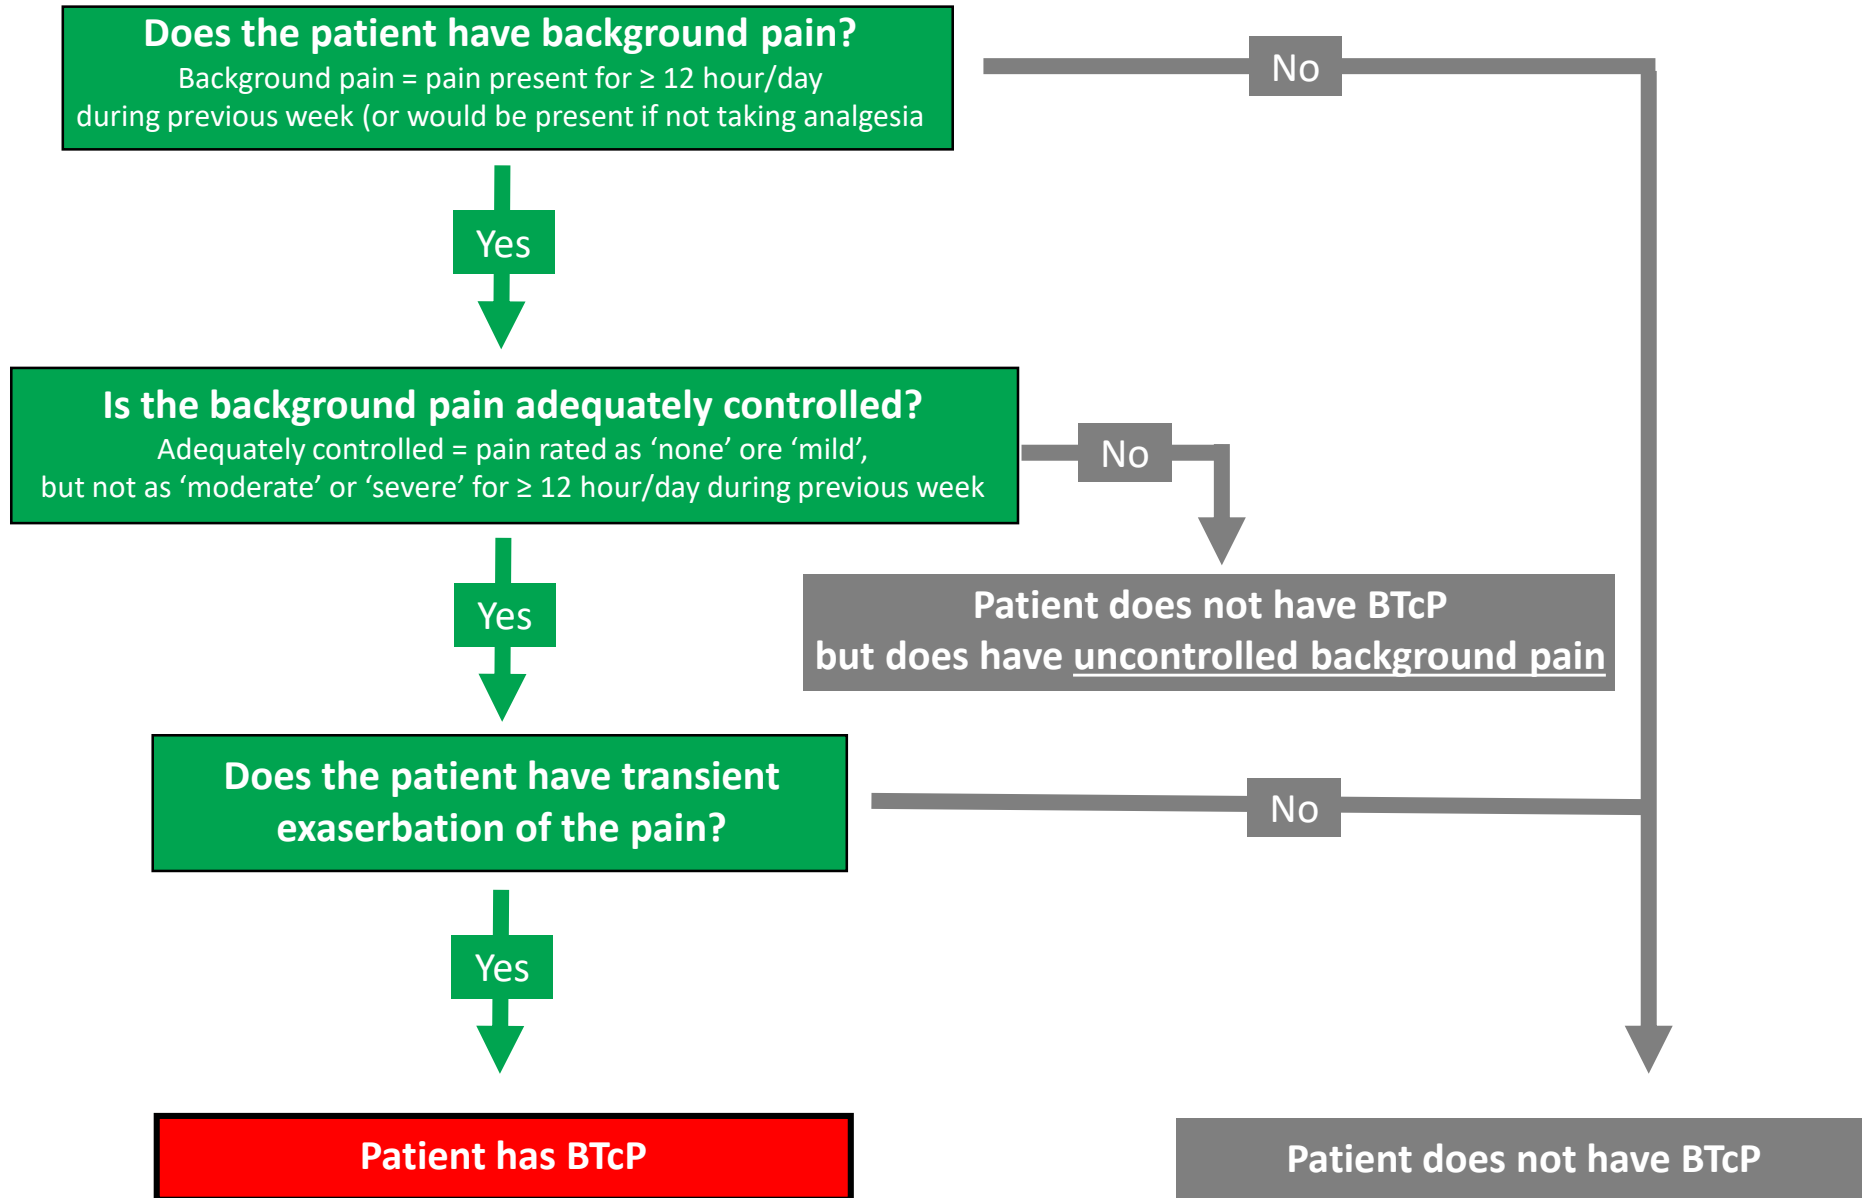 Does the patient have background pain?
Background pain = pain present for ≥ 12 hour/day
during previous week (or would be present if not taking analgesia
No
Yes
Is the background pain adequately controlled?
Adequately controlled = pain rated as ‘none’ ore ‘mild’,
but not as ‘moderate’ or ‘severe’ for ≥ 12 hour/day during previous week
No
Yes
Patient does not have BTcP
but does have uncontrolled background pain
Does the patient have transient
exaserbation of the pain?
No
Yes
Patient has BTcP
Patient does not have BTcP